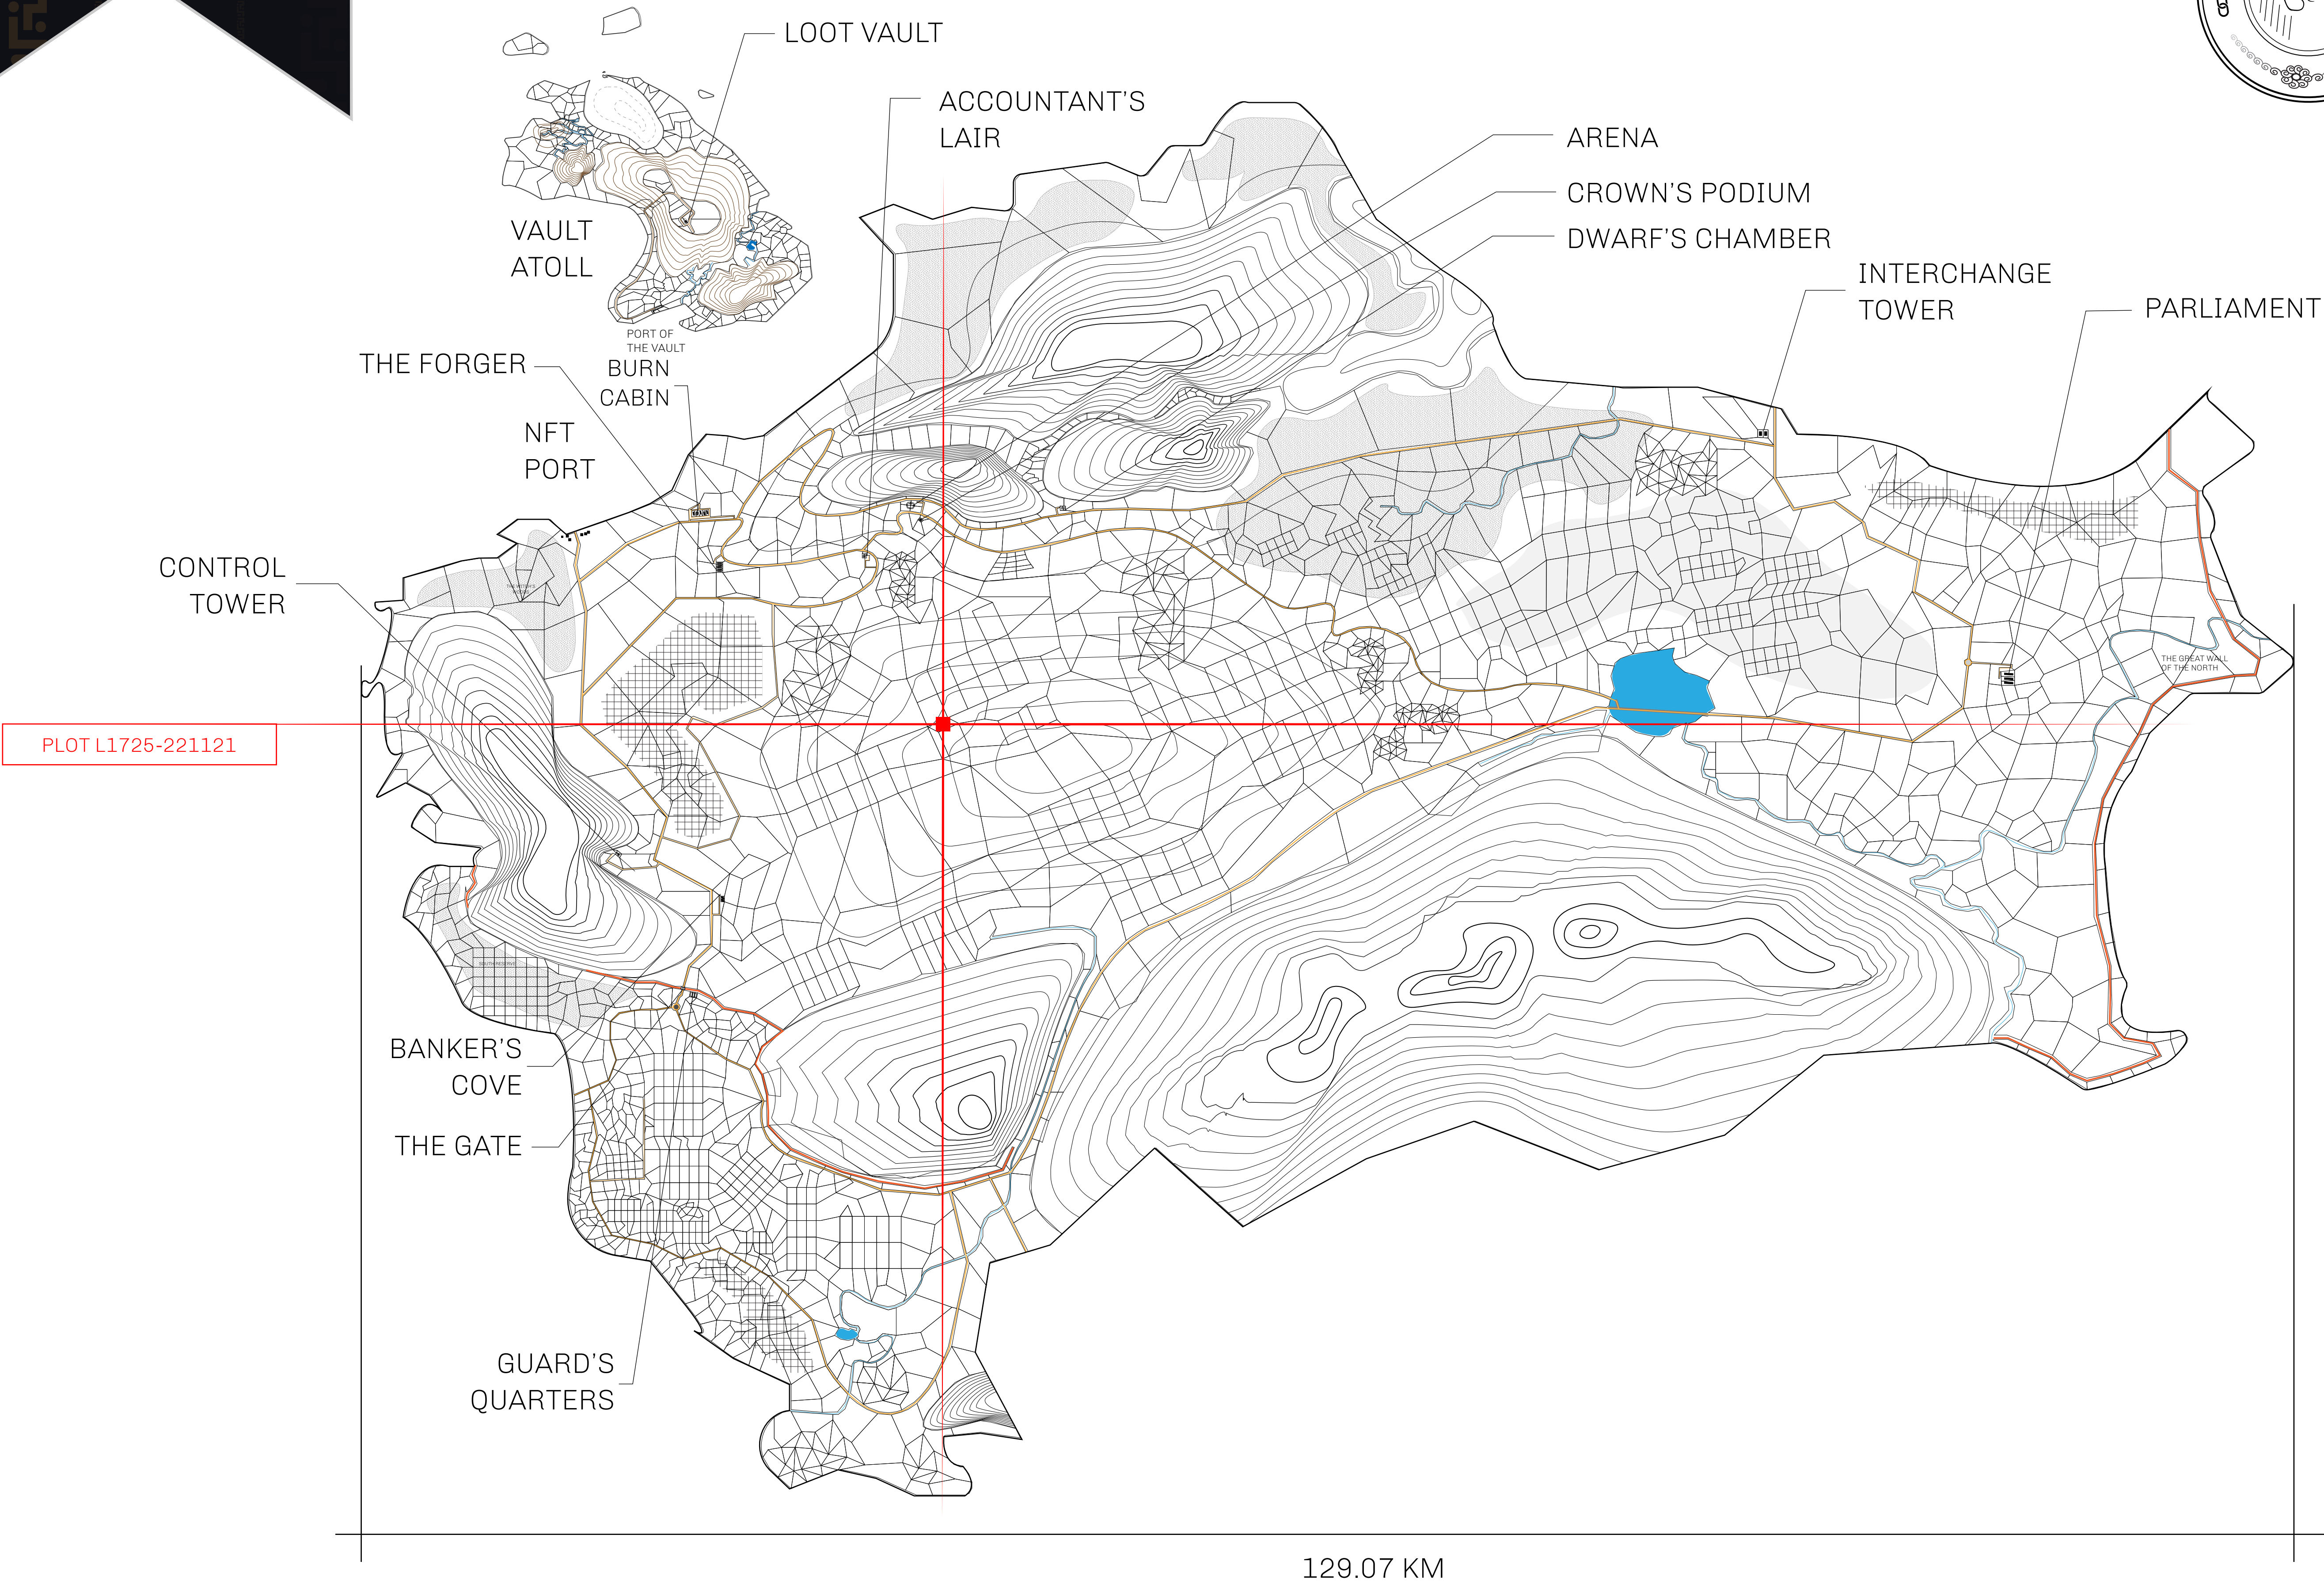 LOOT VAULT
ACCOUNTANT'S
LAIR
ARENA
CROWN'S PODIUM
DWARF'S CHAMBER
VAULT
ATOLL
INTERCHANGE
TOWER
PARLIAMENT
PORT OF
THE VAULT
THE FORGER
BURN
CABIN
NFT
PORT
CONTROL
TOWER
THE GREAT WALL
OF THE NORTH
PLOT L1725-221121
SOUTH RESERVE
BANKER'S
COVE
THE GATE
GUARD'S
QUARTERS
129.07 KM